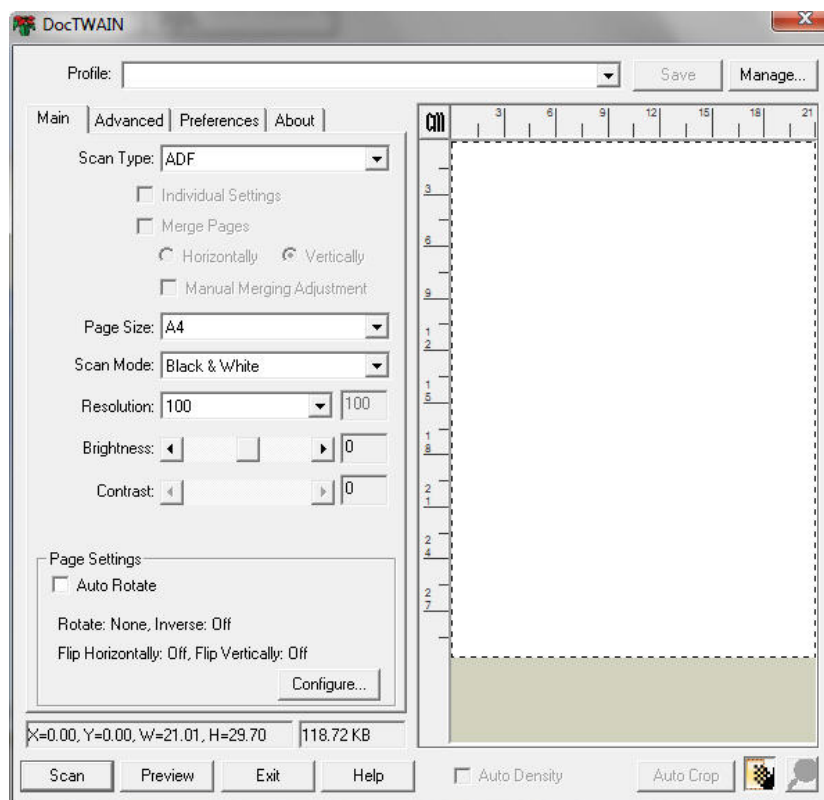 DocTWAIN
Profile: Save Manage...
Main Advanced Preferences About
Scan Type: ADF
Individual Settings
Merge Pages
Horizontally Vertically
Manual Merging Adjustment
Page Size: A4
Scan Mode: Black & White
Resolution: 100 100
Brightness: 0
Contrast: 0
Page Settings
Auto Rotate
Rotate: None, Inverse: Off
Flip Horizontally: Off, Flip Vertically: Off
Configure...
X=0.00, Y=0.00, W=21.01, H=29.70 118.72 KB
Scan Preview Exit Help
cm 3 6 9 12 15 18 21
3
6
9
12
15
18
21
24
27
Auto Density Auto Crop